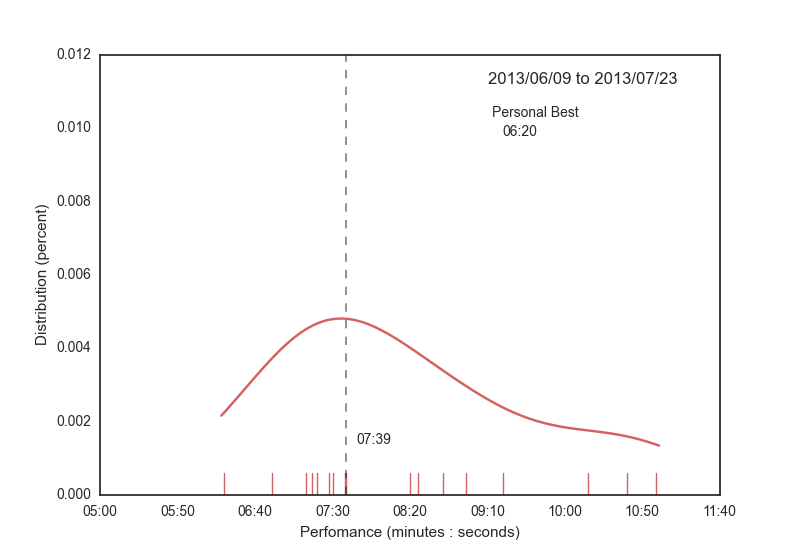 2013/06/09 to 2013/07/23
Personal Best
06:20
0.012
0.010
0.008
0.006
0.004
0.002
0.000
Distribution (percent)
07:39
05:00 05:50 06:40 07:30 08:20 09:10 10:00 10:50 11:40
Perfomance (minutes : seconds)